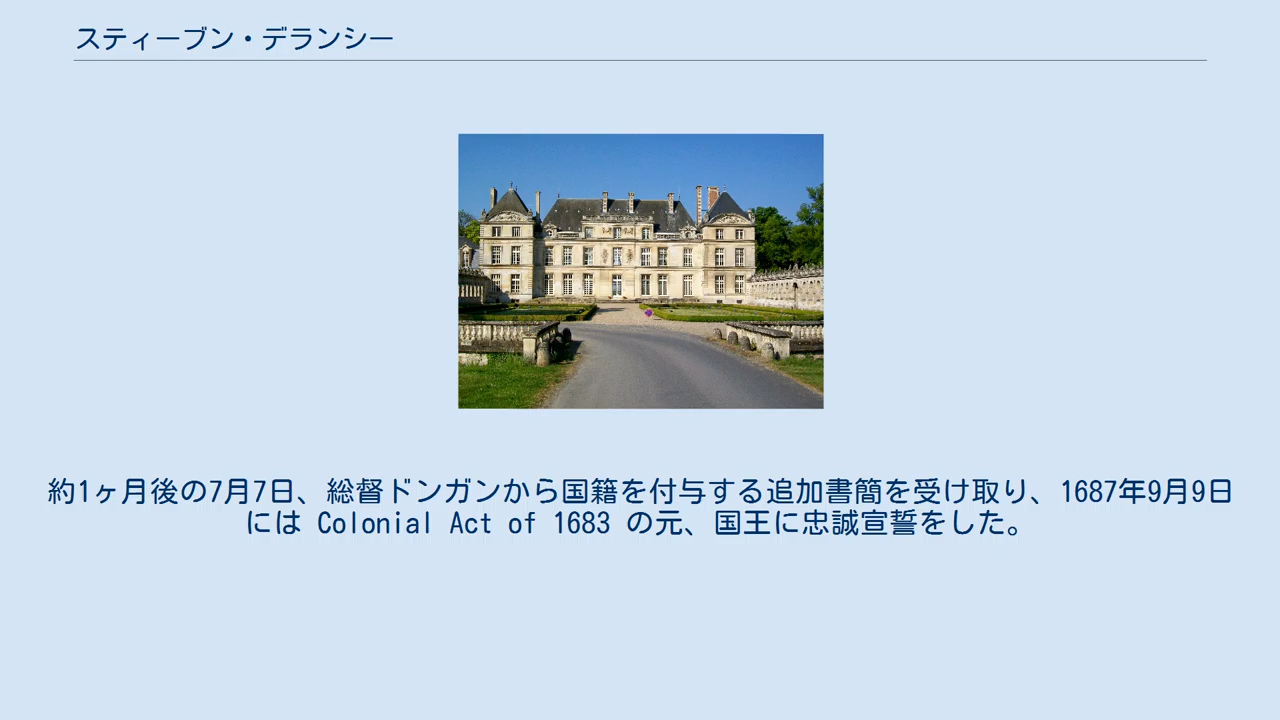 スティーブン・デランシー
約1ヶ月後の7月7日、総督ドンガンから国籍を付与する追加書簡を受け取り、1687年9月9日
には Colonial Act of 1683 の元、国王に忠誠宣誓をした。